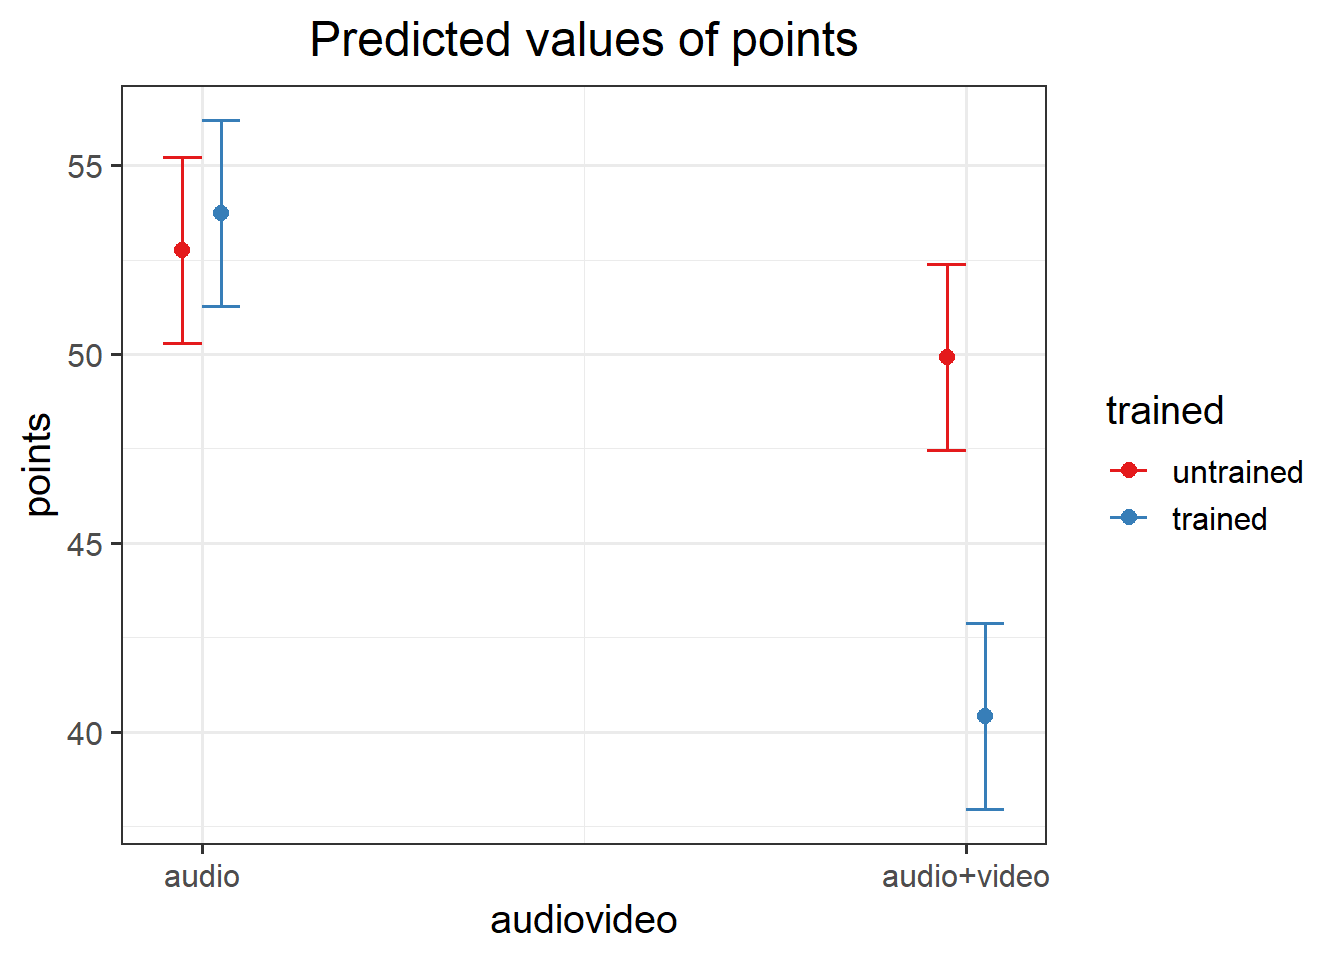 Predicted values of points
55
50
45
40
points
audio
audio+video
audiovideo
trained
untrained
trained